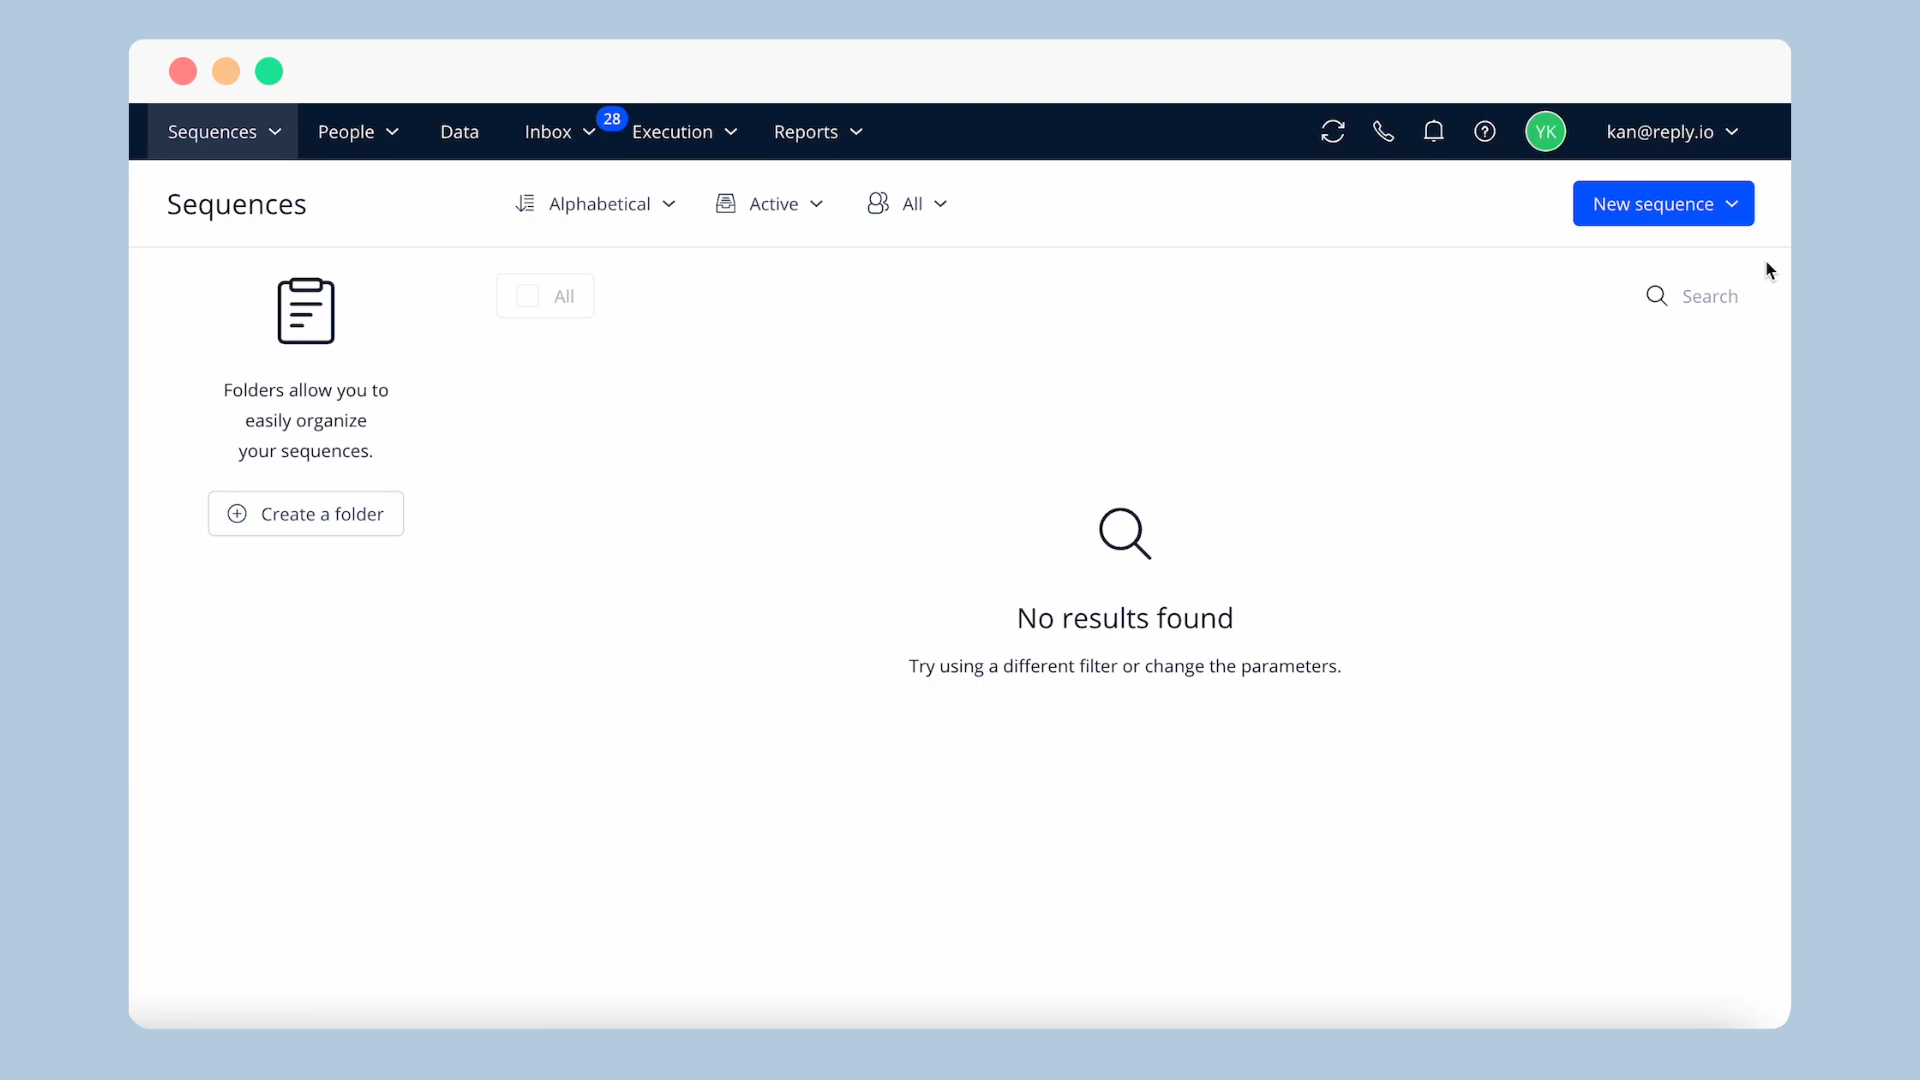 Sequences People Data Inbox 28 Execution Reports YK kan@reply.io
Sequences Alphabetical Active All New sequence
All Search
Folders allow you to
easily organize
your sequences.
Create a folder
No results found
Try using a different filter or change the parameters.